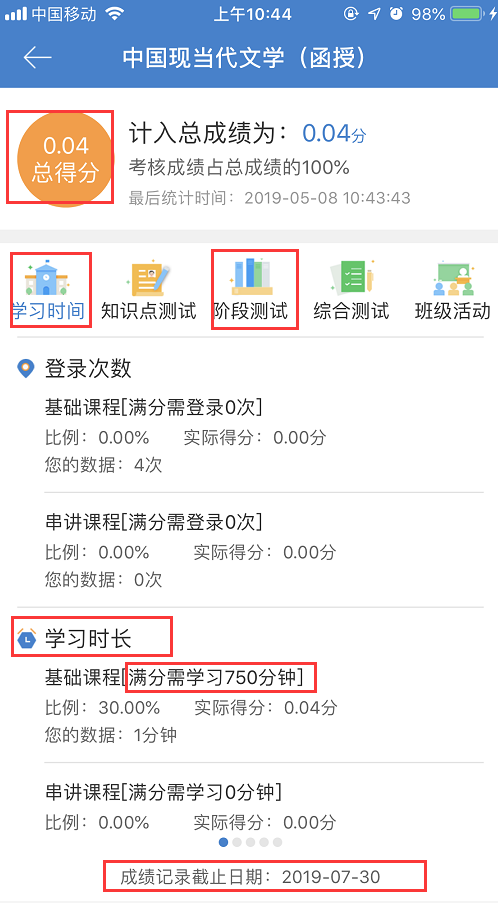 中国移动 上午10:44 98%
中国现当代文学（函授）
0.04
总得分
计入总成绩为：0.04分
考核成绩占总成绩的100%
最后统计时间：2019-05-08 10:43:43
学习时间 知识点测试 阶段测试 综合测试 班级活动
登录次数
基础课程[满分需登录0次]
比例：0.00% 实际得分：0.00分
您的数据：4次
串讲课程[满分需登录0次]
比例：0.00% 实际得分：0.00分
您的数据：0次
学习时长
基础课程[满分需学习750分钟]
比例：30.00% 实际得分：0.04分
您的数据：1分钟
串讲课程[满分需学习0分钟]
比例：0.00% 实际得分：0.00分
成绩记录截止日期：2019-07-30